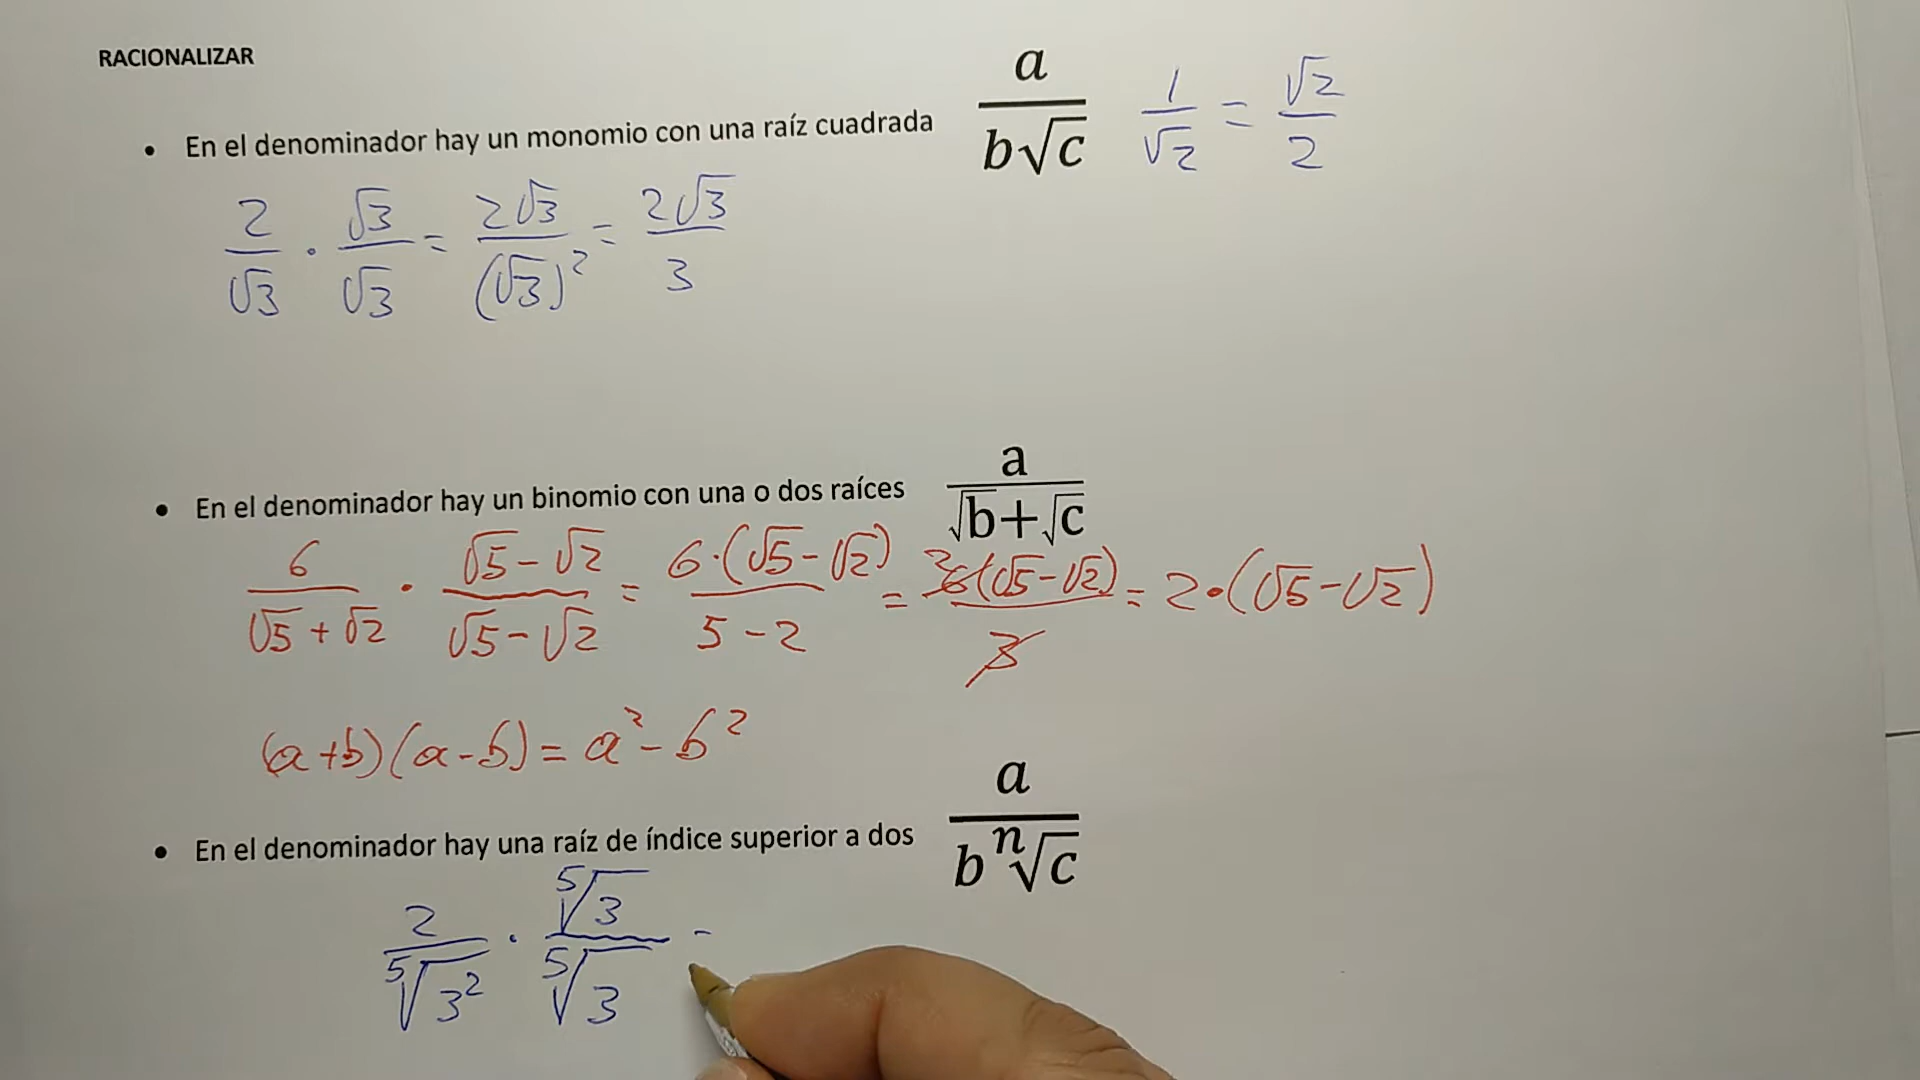 RACIONALIZAR
• En el denominador hay un monomio con una raíz cuadrada a/(b√c) 1/√2 = √2/2
2/√3 · √3/√3 = 2√3/(√3)² = 2√3/3
• En el denominador hay un binomio con una o dos raíces a/(√b+√c)
6/(√5+√2) · (√5-√2)/(√5-√2) = 6·(√5-√2)/(5-2) = 6(√5-√2)/3 = 2·(√5-√2)
(a+b)(a-b) = a²-b²
• En el denominador hay una raíz de índice superior a dos a/(b ⁿ√c)
2/⁵√3² · ⁵√3/⁵√3 -